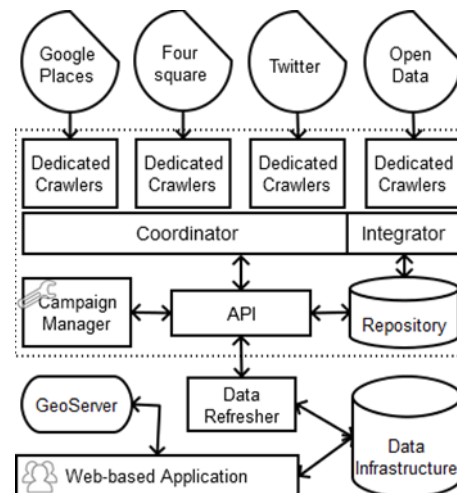 Google
Places
Four
square
Twitter
Open
Data
Dedicated
Crawlers
Dedicated
Crawlers
Dedicated
Crawlers
Dedicated
Crawlers
Coordinator
Integrator
Campaign
Manager
API
Repository
GeoServer
Data
Refresher
Data
Infrastructure
Web-based Application